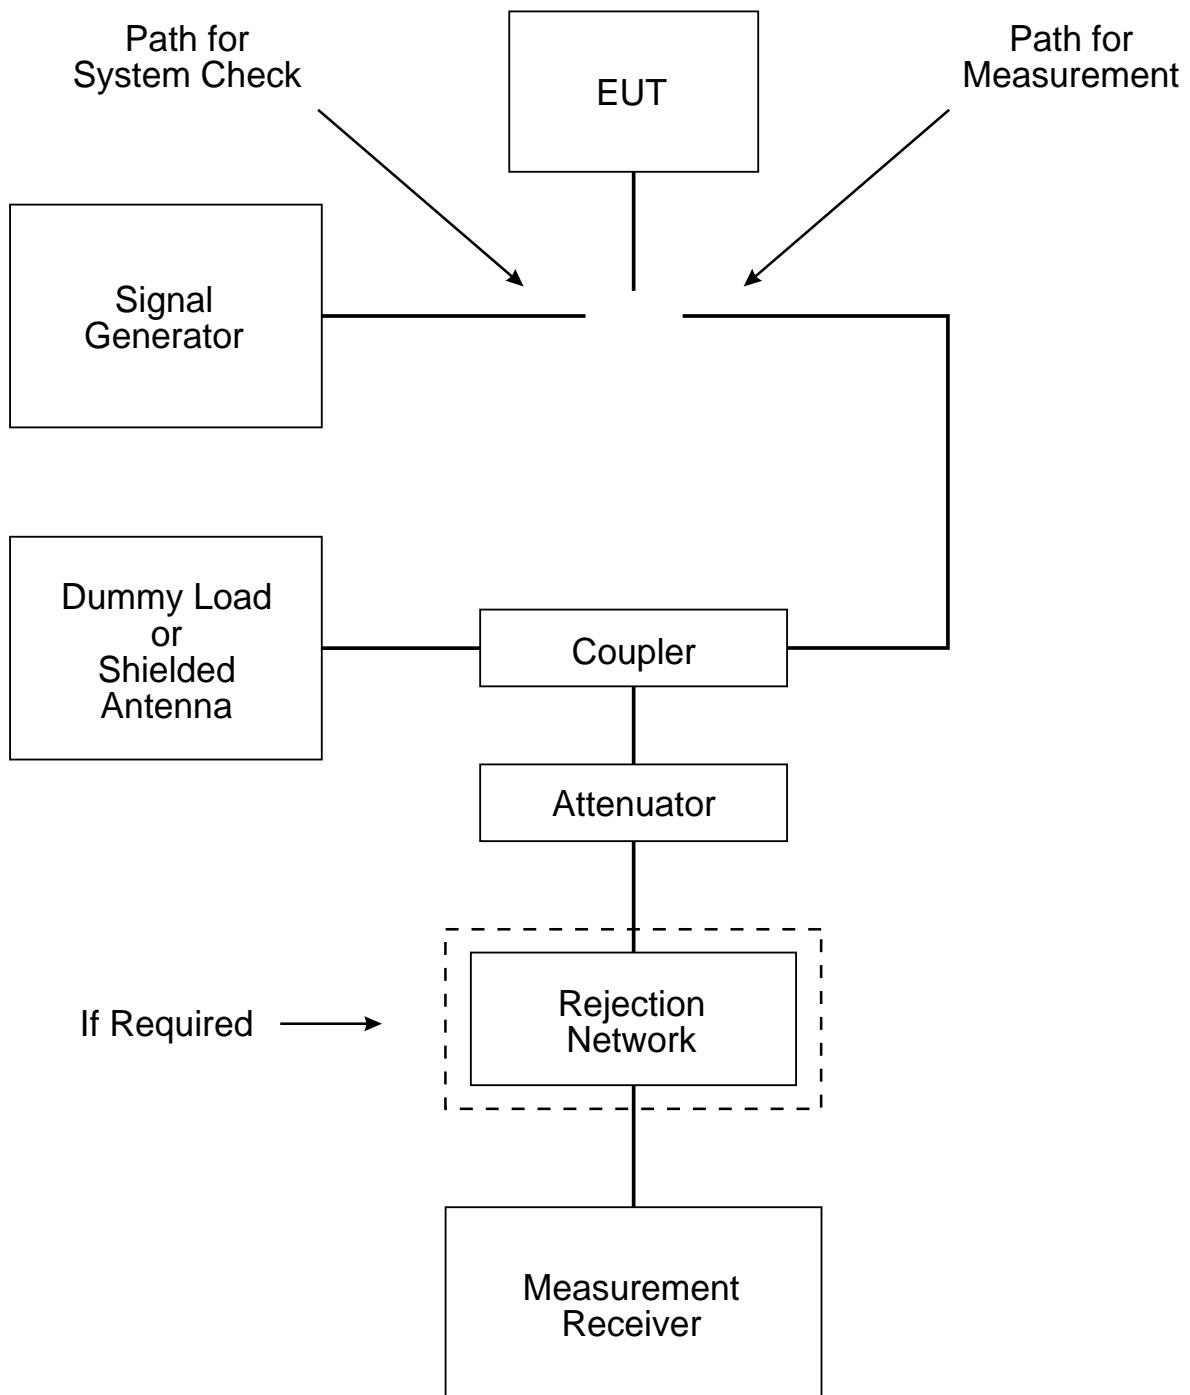 Path for
System Check
EUT
Path for
Measurement
Signal
Generator
Dummy Load
or
Shielded
Antenna
Coupler
Attenuator
If Required
Rejection
Network
Measurement
Receiver